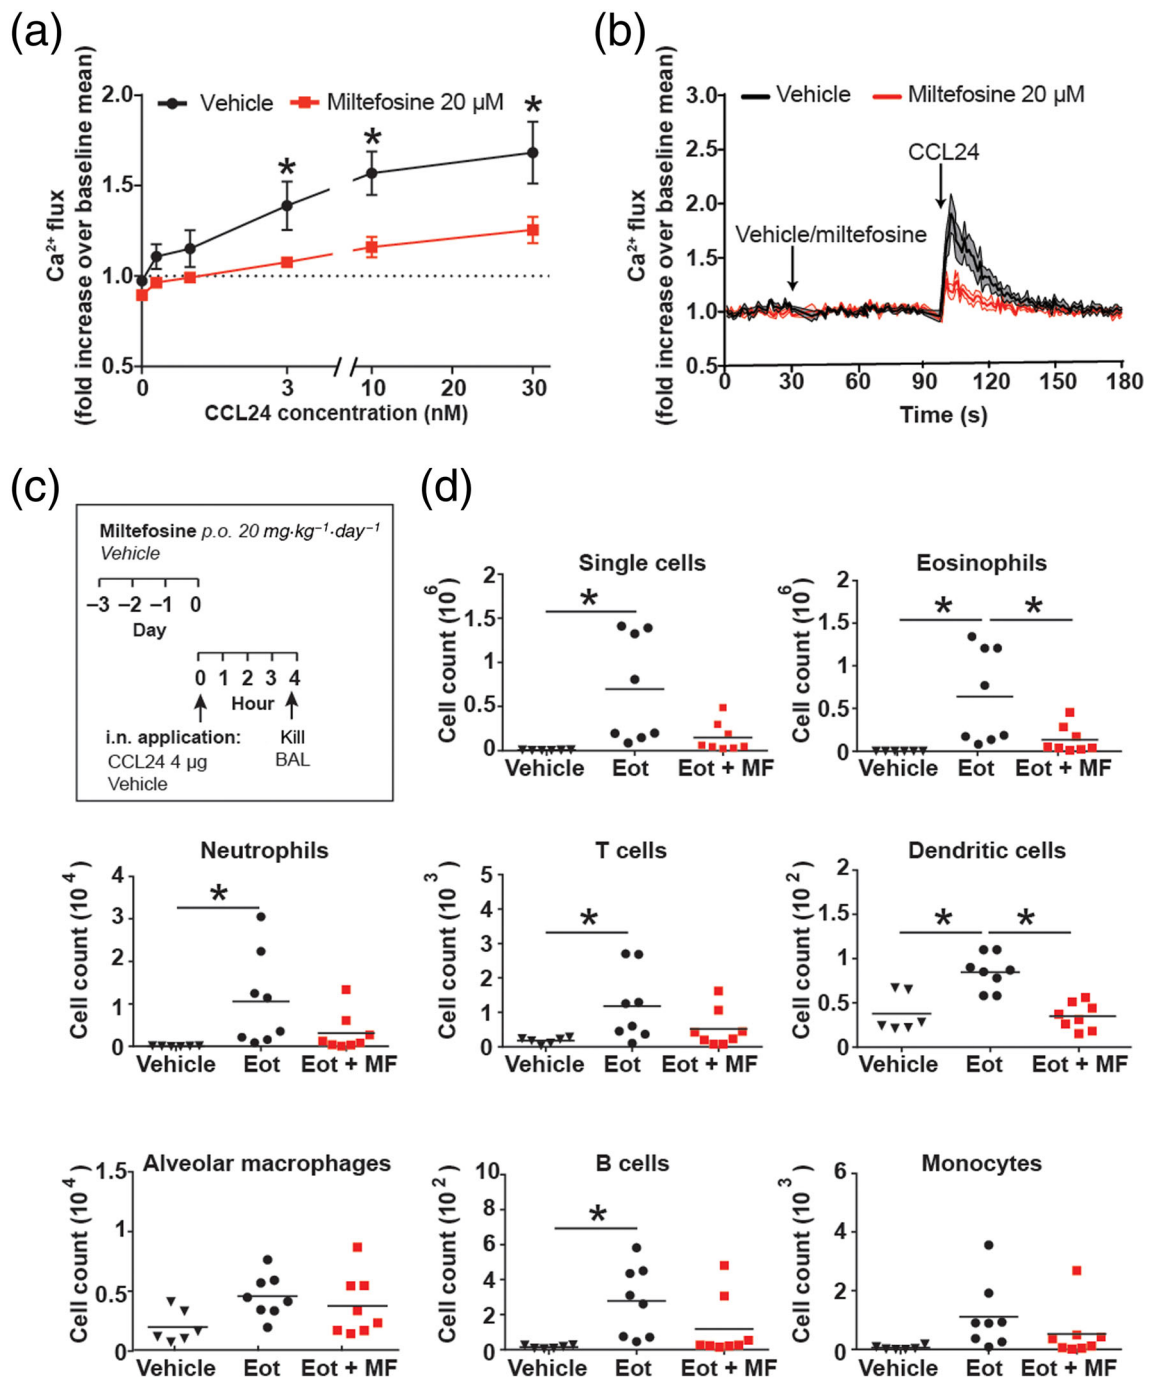 (a)
Ca²⁺ flux
(fold increase over baseline mean)
2.0
1.5
1.0
0.5
Vehicle
Miltefosine 20 µM
*
*
*
0
3
10
20
30
CCL24 concentration (nM)
(b)
Ca²⁺ flux
(fold increase over baseline mean)
3.0
2.5
2.0
1.5
1.0
0.5
Vehicle
Miltefosine 20 µM
CCL24
Vehicle/miltefosine
0
30
60
90
120
150
180
Time (s)
(c)
Miltefosine p.o. 20 mg·kg⁻¹·day⁻¹
Vehicle
–3 –2 –1 0
Day
0 1 2 3 4
Hour
i.n. application:
CCL24 4 µg
Vehicle
Kill
BAL
(d)
Single cells
Cell count (10⁶)
2
1.5
1
0.5
0
*
Vehicle Eot Eot + MF
Eosinophils
Cell count (10⁶)
2
1.5
1
0.5
0
* *
Vehicle Eot Eot + MF
Neutrophils
Cell count (10⁴)
4
3
2
1
0
*
Vehicle Eot Eot + MF
T cells
Cell count (10³)
5
4
3
2
1
0
*
Vehicle Eot Eot + MF
Dendritic cells
Cell count (10²)
2
1.5
1
0.5
0
* *
Vehicle Eot Eot + MF
Alveolar macrophages
Cell count (10⁴)
1.5
1
0.5
0
Vehicle Eot Eot + MF
B cells
Cell count (10²)
10
8
6
4
2
0
*
Vehicle Eot Eot + MF
Monocytes
Cell count (10³)
6
4
2
0
Vehicle Eot Eot + MF